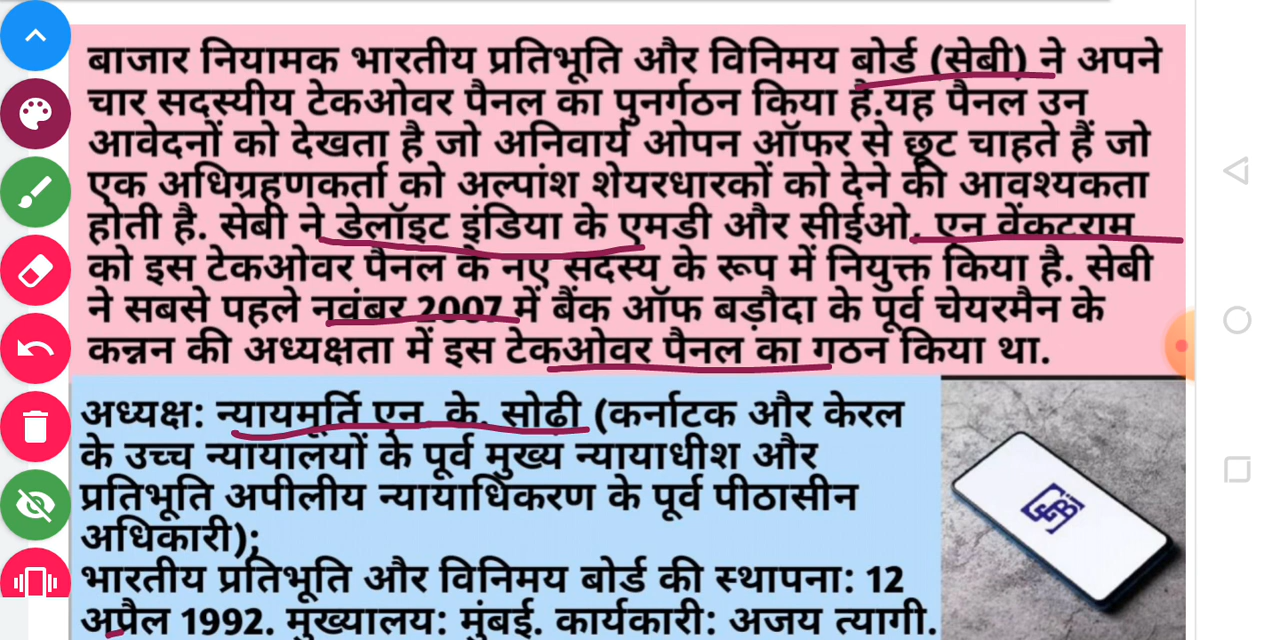 बाजार नियामक भारतीय प्रतिभूति और विनिमय बोर्ड (सेबी) ने अपने
चार सदस्यीय टेकओवर पैनल का पुनर्गठन किया है.यह पैनल उन
आवेदनों को देखता है जो अनिवार्य ओपन ऑफर से छूट चाहते हैं जो
एक अधिग्रहणकर्ता को अल्पांश शेयरधारकों को देने की आवश्यकता
होती है. सेबी ने डेलॉइट इंडिया के एमडी और सीईओ, एन वेंकटराम
को इस टेकओवर पैनल के नए सदस्य के रूप में नियुक्त किया है. सेबी
ने सबसे पहले नवंबर 2007 में बैंक ऑफ बड़ौदा के पूर्व चेयरमैन के
कन्नन की अध्यक्षता में इस टेकओवर पैनल का गठन किया था.
अध्यक्ष: न्यायमूर्ति एन. के. सोढी (कर्नाटक और केरल
के उच्च न्यायालयों के पूर्व मुख्य न्यायाधीश और
प्रतिभूति अपीलीय न्यायाधिकरण के पूर्व पीठासीन
अधिकारी);
भारतीय प्रतिभूति और विनिमय बोर्ड की स्थापना: 12
अप्रैल 1992. मुख्यालय: मुंबई. कार्यकारी: अजय त्यागी.
SEBI